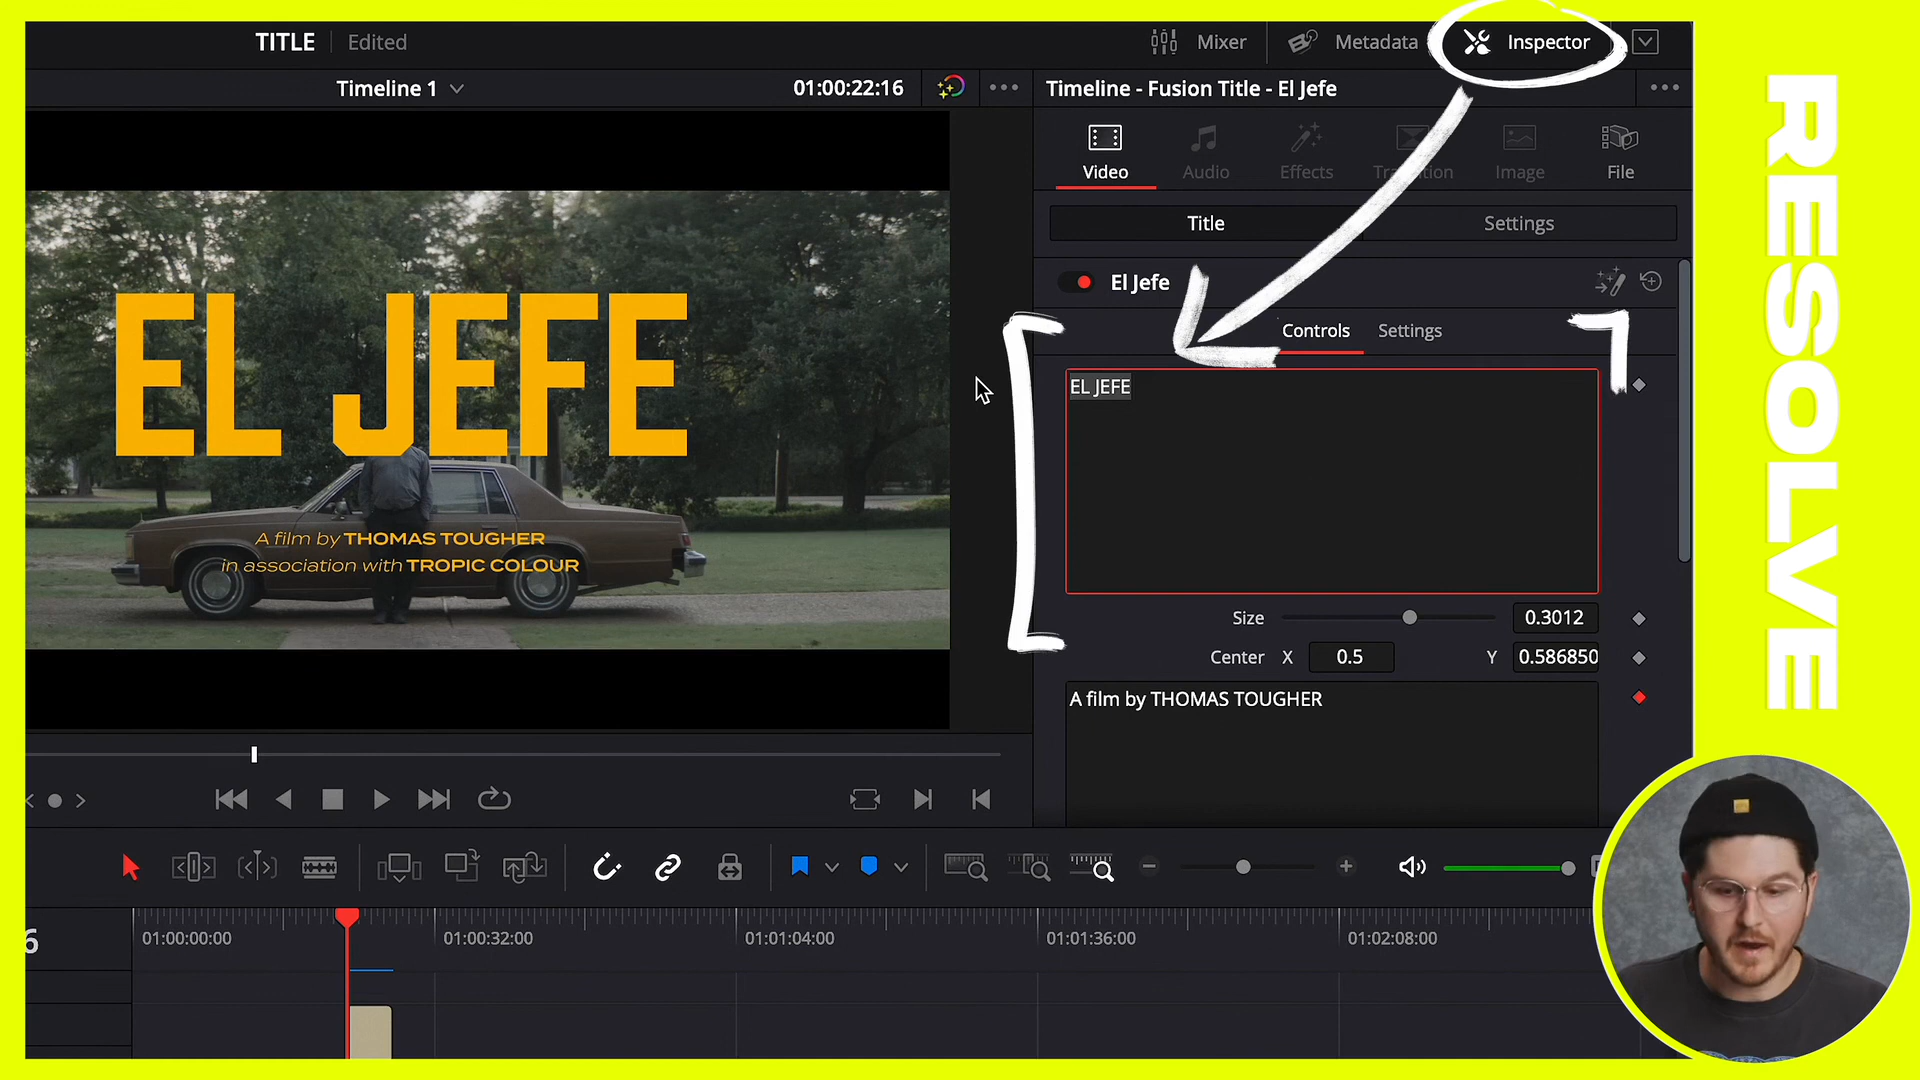 TITLE
Edited
Mixer
Metadata
Inspector
Timeline 1
01:00:22:16
Timeline - Fusion Title - El Jefe
Video
Audio
Effects
Transition
Image
File
Title
Settings
El Jefe
Controls
Settings
EL JEFE
Size
0.3012
Center
X
0.5
Y
0.586850
A film by THOMAS TOUGHER
EL JEFE
A film by THOMAS TOUGHER
in association with TROPIC COLOUR
6
01:00:00:00
01:00:32:00
01:01:04:00
01:01:36:00
01:02:08:00
RESOLVE